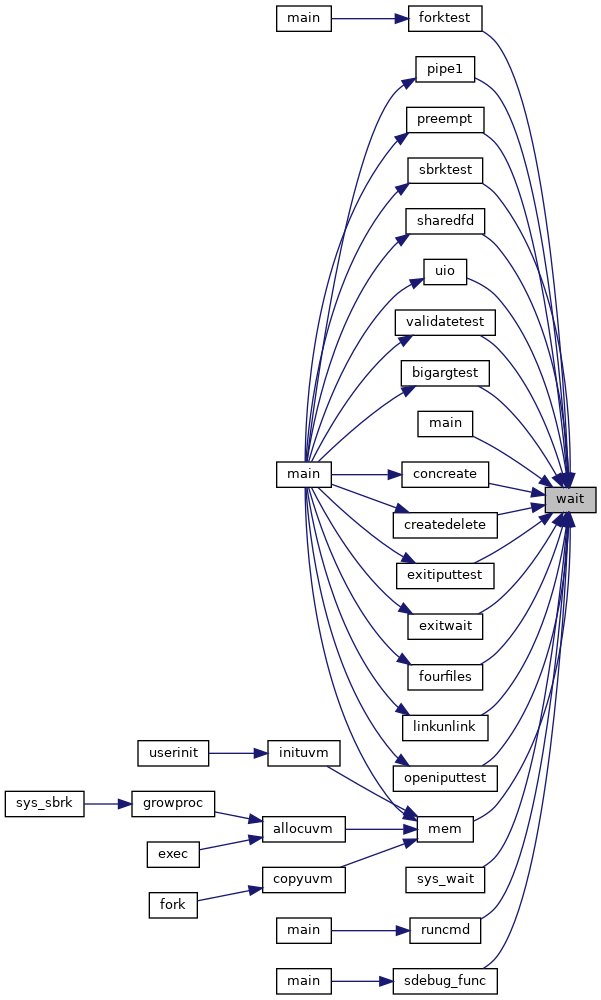 main
forktest
pipe1
preempt
sbrktest
sharedfd
uio
validatetest
bigargtest
main
main
concreate
wait
createdelete
exitiputtest
exitwait
fourfiles
linkunlink
userinit
inituvm
openiputtest
sys_sbrk
growproc
allocuvm
mem
exec
copyuvm
sys_wait
fork
main
runcmd
main
sdebug_func